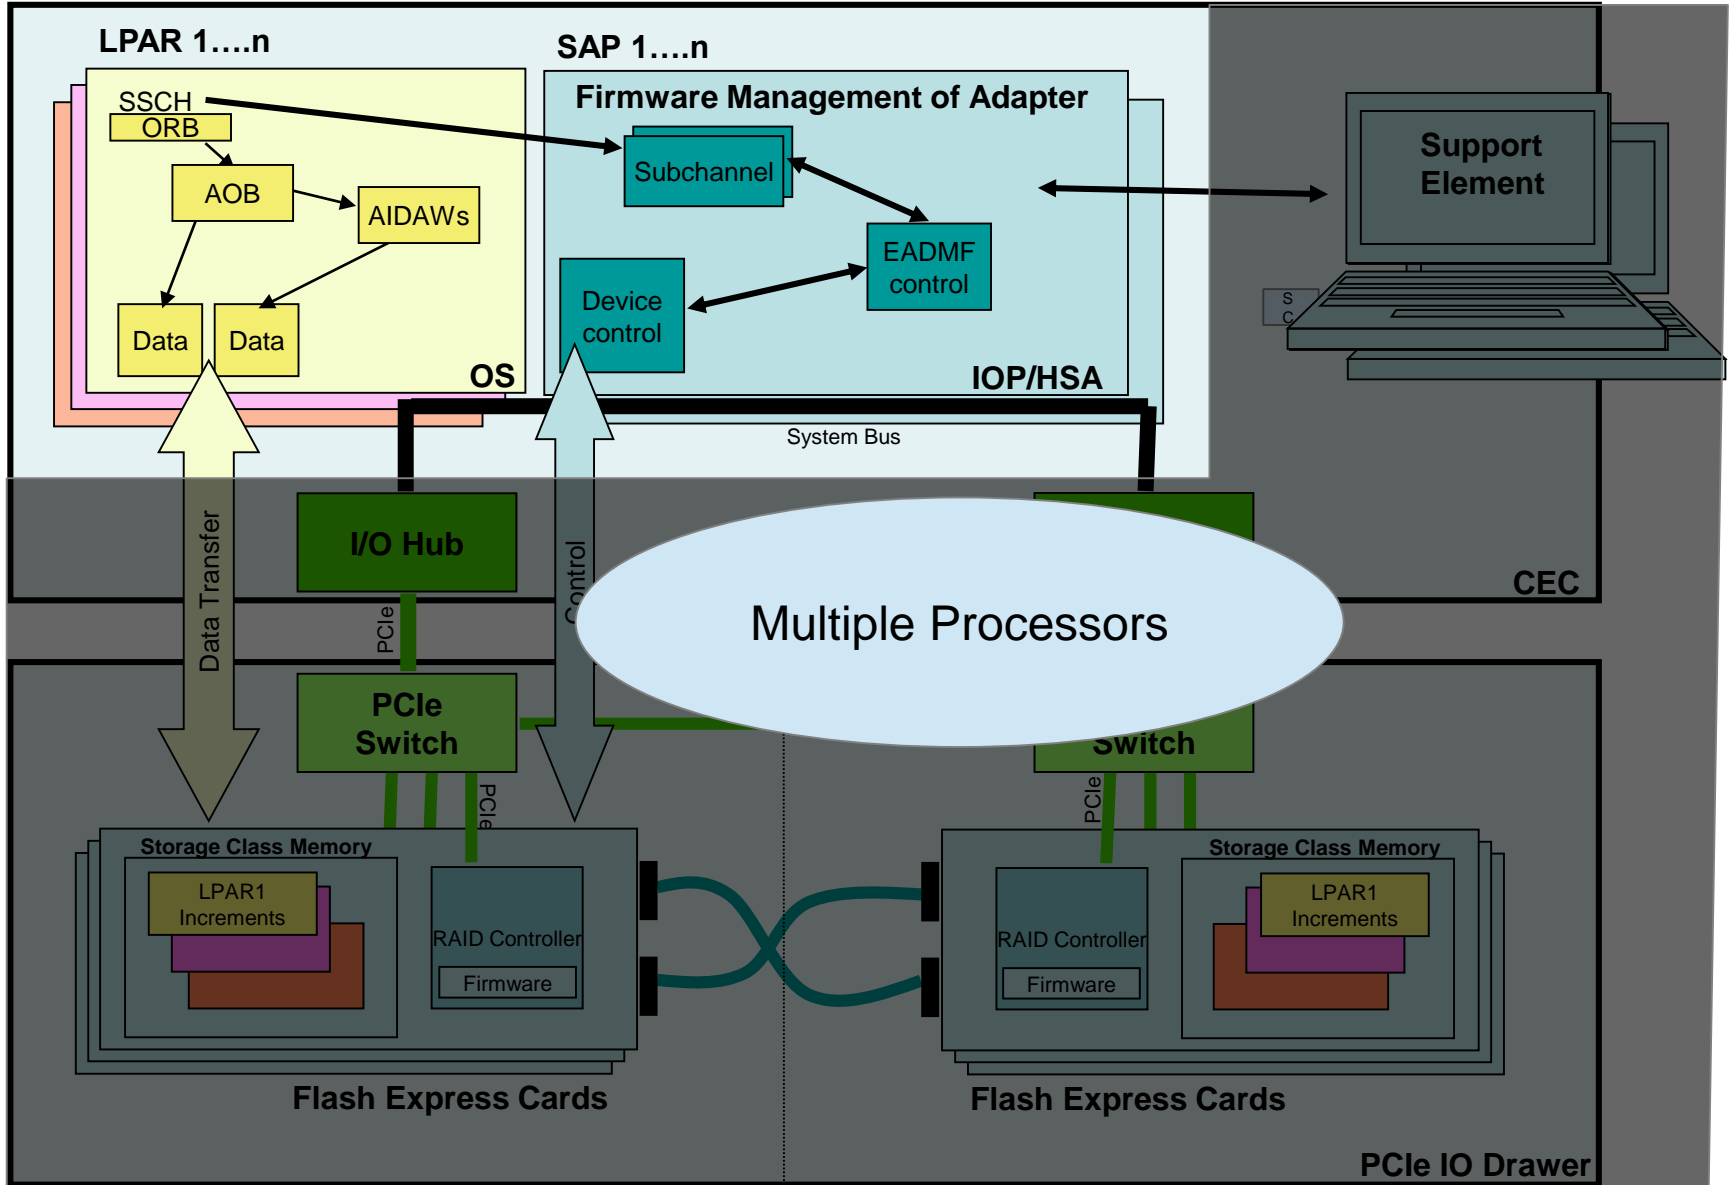 LPAR 1….n
SAP 1….n
SSCH
ORB
AOB
AIDAWs
Data
Data
OS
Firmware Management of Adapter
Subchannel
EADMF
control
Device
control
IOP/HSA
System Bus
Support
Element
S
C
I/O Hub
CEC
Multiple Processors
Data Transfer
Control
PCIe
PCIe
Switch
Switch
PCIe
PCIe
Storage Class Memory
LPAR1
Increments
RAID Controller
Firmware
Storage Class Memory
LPAR1
Increments
RAID Controller
Firmware
Flash Express Cards
Flash Express Cards
PCIe IO Drawer